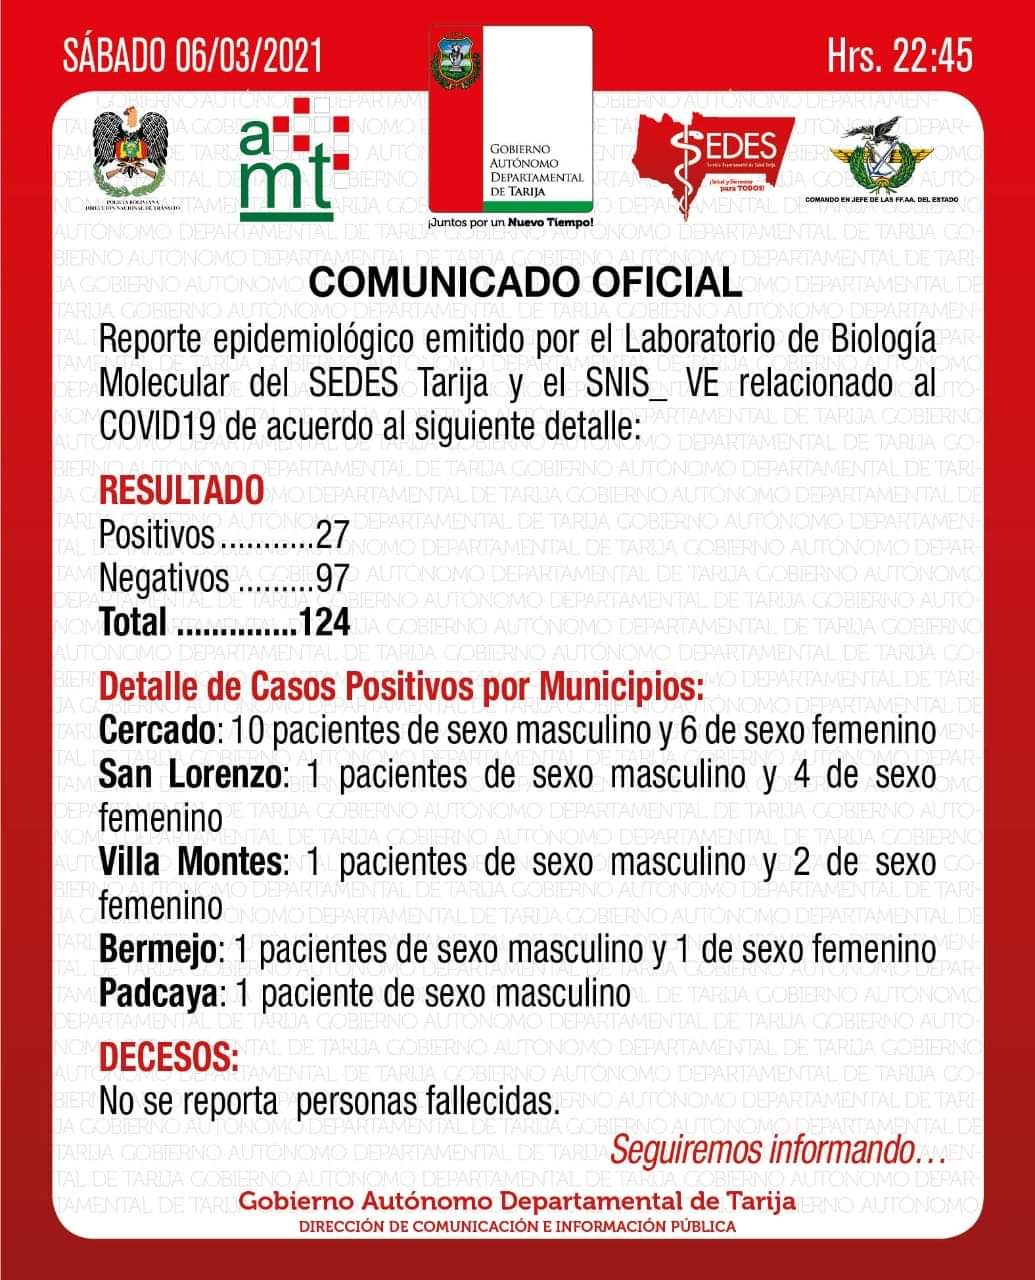 SÁBADO 06/03/2021
Hrs. 22:45
POLICÍA BOLIVIANA
DIRECCIÓN NACIONAL DE TRÁNSITO
amt
GOBIERNO
AUTÓNOMO
DEPARTAMENTAL
DE TARIJA
¡Juntos por un Nuevo Tiempo!
SEDES
Servicio Departamental de Salud Tarija
¡Salud y Bienestar
para TODOS!
COMANDO EN JEFE DE LAS FF.AA. DEL ESTADO
COMUNICADO OFICIAL
Reporte epidemiológico emitido por el Laboratorio de Biología
Molecular del SEDES Tarija y el SNIS_ VE relacionado al
COVID19 de acuerdo al siguiente detalle:
RESULTADO
Positivos...........27
Negativos .........97
Total ..............124
Detalle de Casos Positivos por Municipios:
Cercado: 10 pacientes de sexo masculino y 6 de sexo femenino
San Lorenzo: 1 pacientes de sexo masculino y 4 de sexo
femenino
Villa Montes: 1 pacientes de sexo masculino y 2 de sexo
femenino
Bermejo: 1 pacientes de sexo masculino y 1 de sexo femenino
Padcaya: 1 paciente de sexo masculino
DECESOS:
No se reporta personas fallecidas.
Seguiremos informando...
Gobierno Autónomo Departamental de Tarija
DIRECCIÓN DE COMUNICACIÓN E INFORMACIÓN PÚBLICA